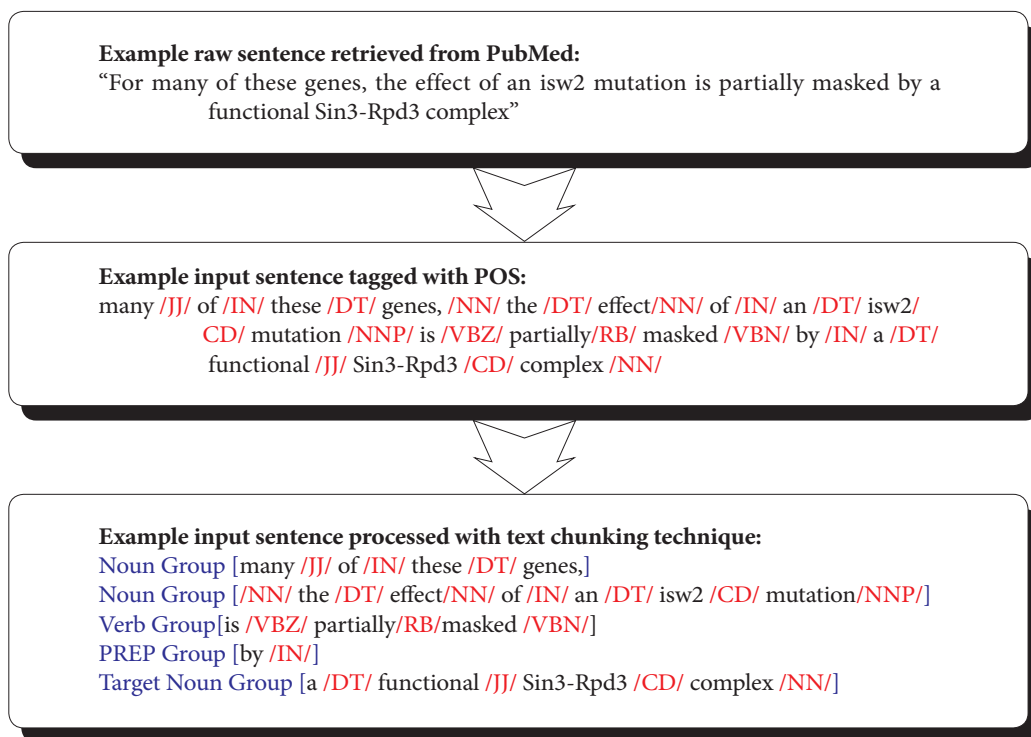 Example raw sentence retrieved from PubMed:
“For many of these genes, the effect of an isw2 mutation is partially masked by a
functional Sin3-Rpd3 complex”
Example input sentence tagged with POS:
many /JJ/ of /IN/ these /DT/ genes, /NN/ the /DT/ effect/NN/ of /IN/ an /DT/ isw2/
CD/ mutation /NNP/ is /VBZ/ partially/RB/ masked /VBN/ by /IN/ a /DT/
functional /JJ/ Sin3-Rpd3 /CD/ complex /NN/
Example input sentence processed with text chunking technique:
Noun Group [many /JJ/ of /IN/ these /DT/ genes,]
Noun Group [/NN/ the /DT/ effect/NN/ of /IN/ an /DT/ isw2 /CD/ mutation/NNP/]
Verb Group[is /VBZ/ partially/RB/masked /VBN/]
PREP Group [by /IN/]
Target Noun Group [a /DT/ functional /JJ/ Sin3-Rpd3 /CD/ complex /NN/]